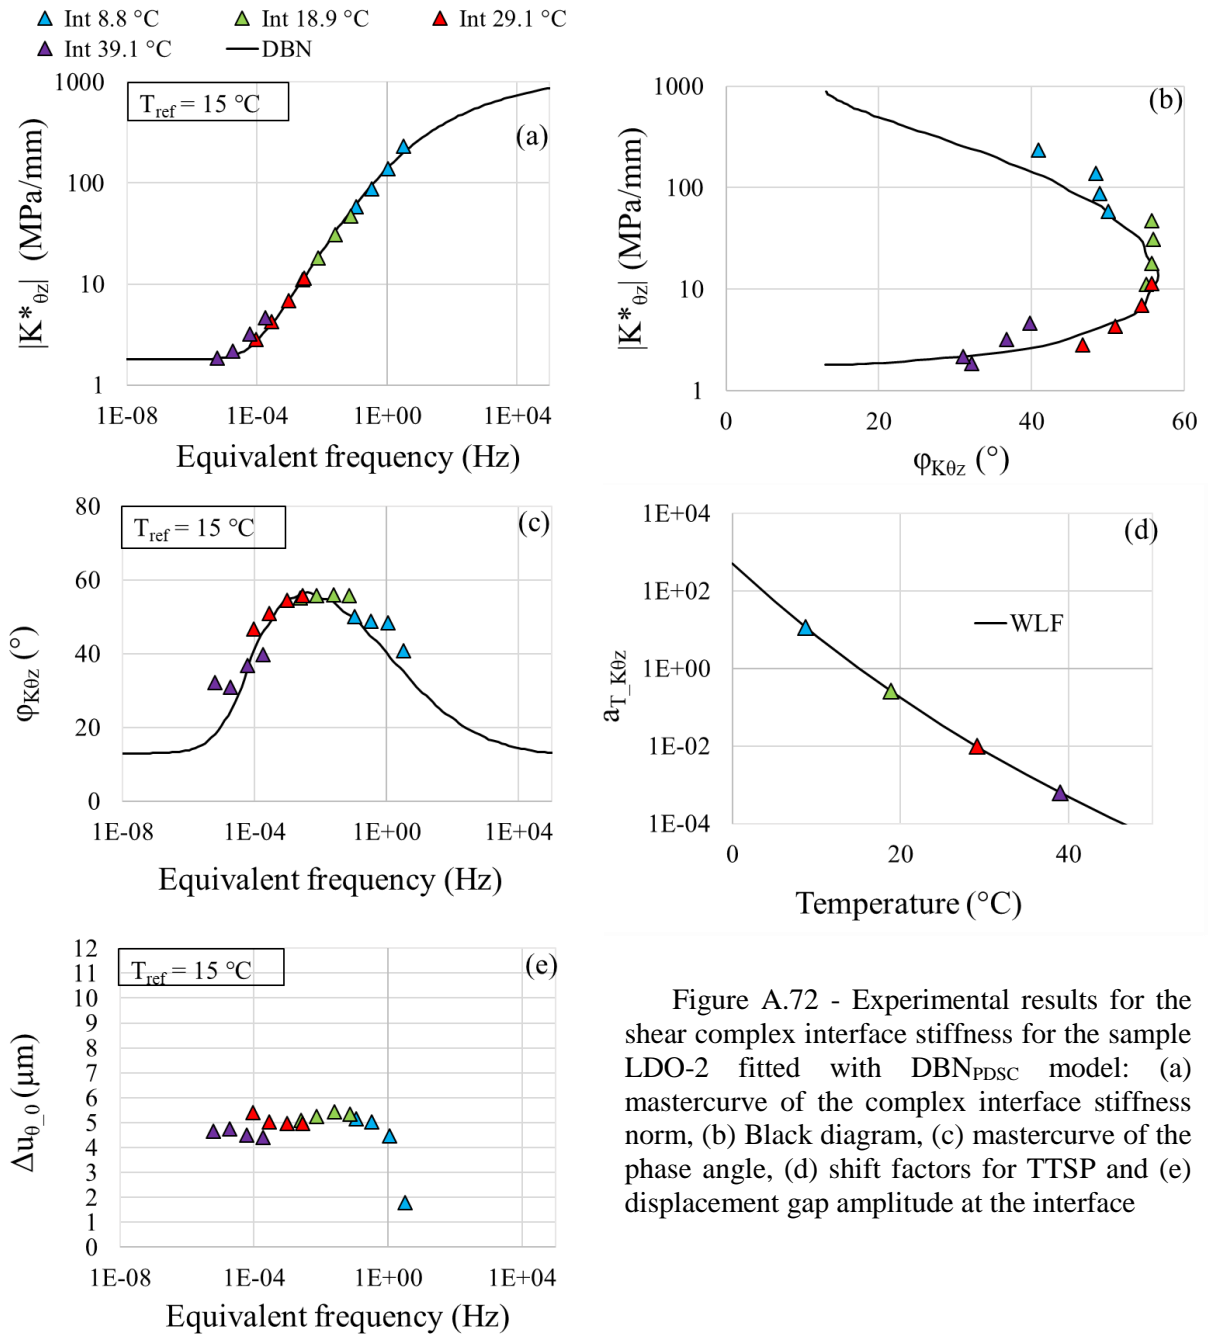 Int 8.8 °C Int 18.9 °C Int 29.1 °C
Int 39.1 °C DBN
1000
100
10
1
T_ref = 15 °C
(a)
|K*_θz| (MPa/mm)
1E-08 1E-04 1E+00 1E+04
Equivalent frequency (Hz)
1000
100
10
1
(b)
|K*_θz| (MPa/mm)
0 20 40 60
φ_Kθz (°)
80
60
40
20
0
T_ref = 15 °C
(c)
φ_Kθz (°)
1E-08 1E-04 1E+00 1E+04
Equivalent frequency (Hz)
1E+04
1E+02
1E+00
1E-02
1E-04
(d)
WLF
a_T_Kθz
0 20 40
Temperature (°C)
12
11
10
9
8
7
6
5
4
3
2
1
0
T_ref = 15 °C
(e)
Δu_θ_0 (μm)
1E-08 1E-04 1E+00 1E+04
Equivalent frequency (Hz)
Figure A.72 - Experimental results for the
shear complex interface stiffness for the sample
LDO-2 fitted with DBN_PDSC model: (a)
mastercurve of the complex interface stiffness
norm, (b) Black diagram, (c) mastercurve of the
phase angle, (d) shift factors for TTSP and (e)
displacement gap amplitude at the interface